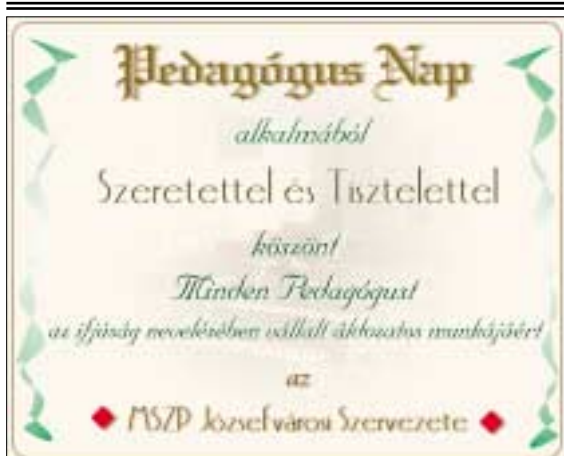 Pedagógus Nap
alkalmából
Szeretettel és Tisztelettel
köszönt
Minden Pedagógust
az ifjúság nevelésében vállalt áldozatos munkájáért
az
MSZP Józsefvárosi Szervezete